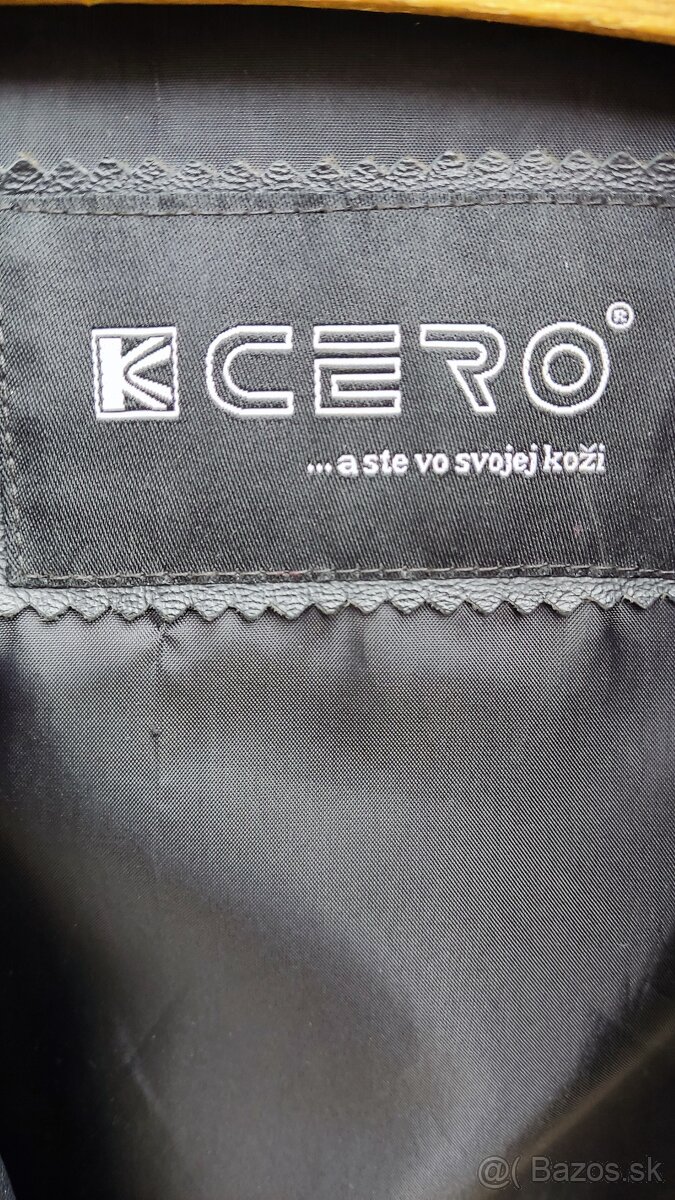 K CERO®
...a ste vo svojej koži
@( Bazos.sk